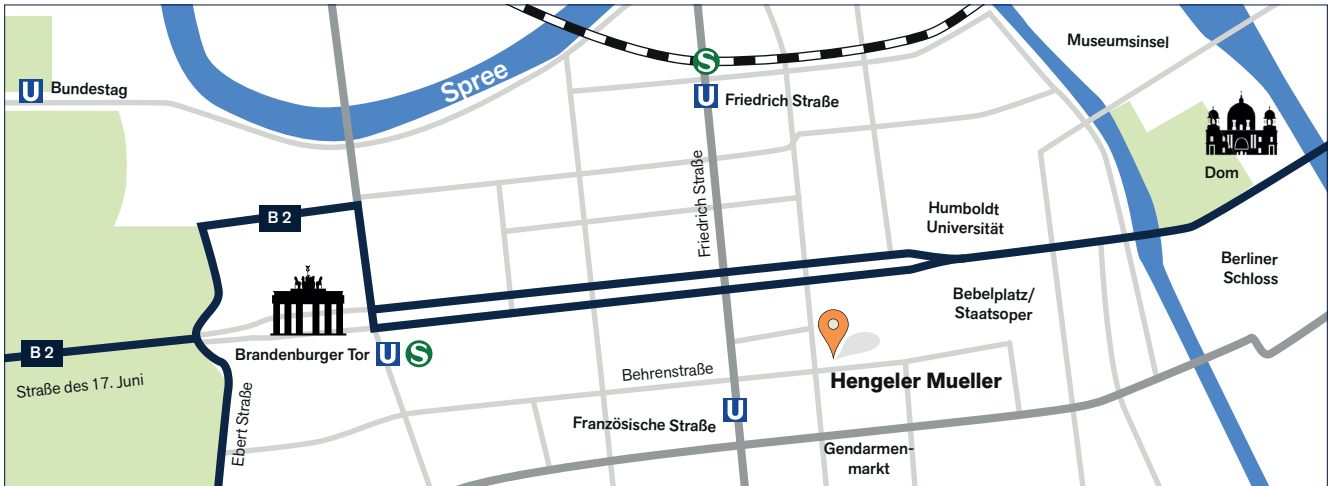 Museumsinsel
S
Spree
U Bundestag
U Friedrich Straße
Dom
Friedrich Straße
B 2
Humboldt
Universität
Berliner
Schloss
Bebelplatz/
Staatsoper
B 2
Brandenburger Tor U S
Straße des 17. Juni
Behrenstraße
Hengeler Mueller
Ebert Straße
Französische Straße U
Gendarmen-
markt